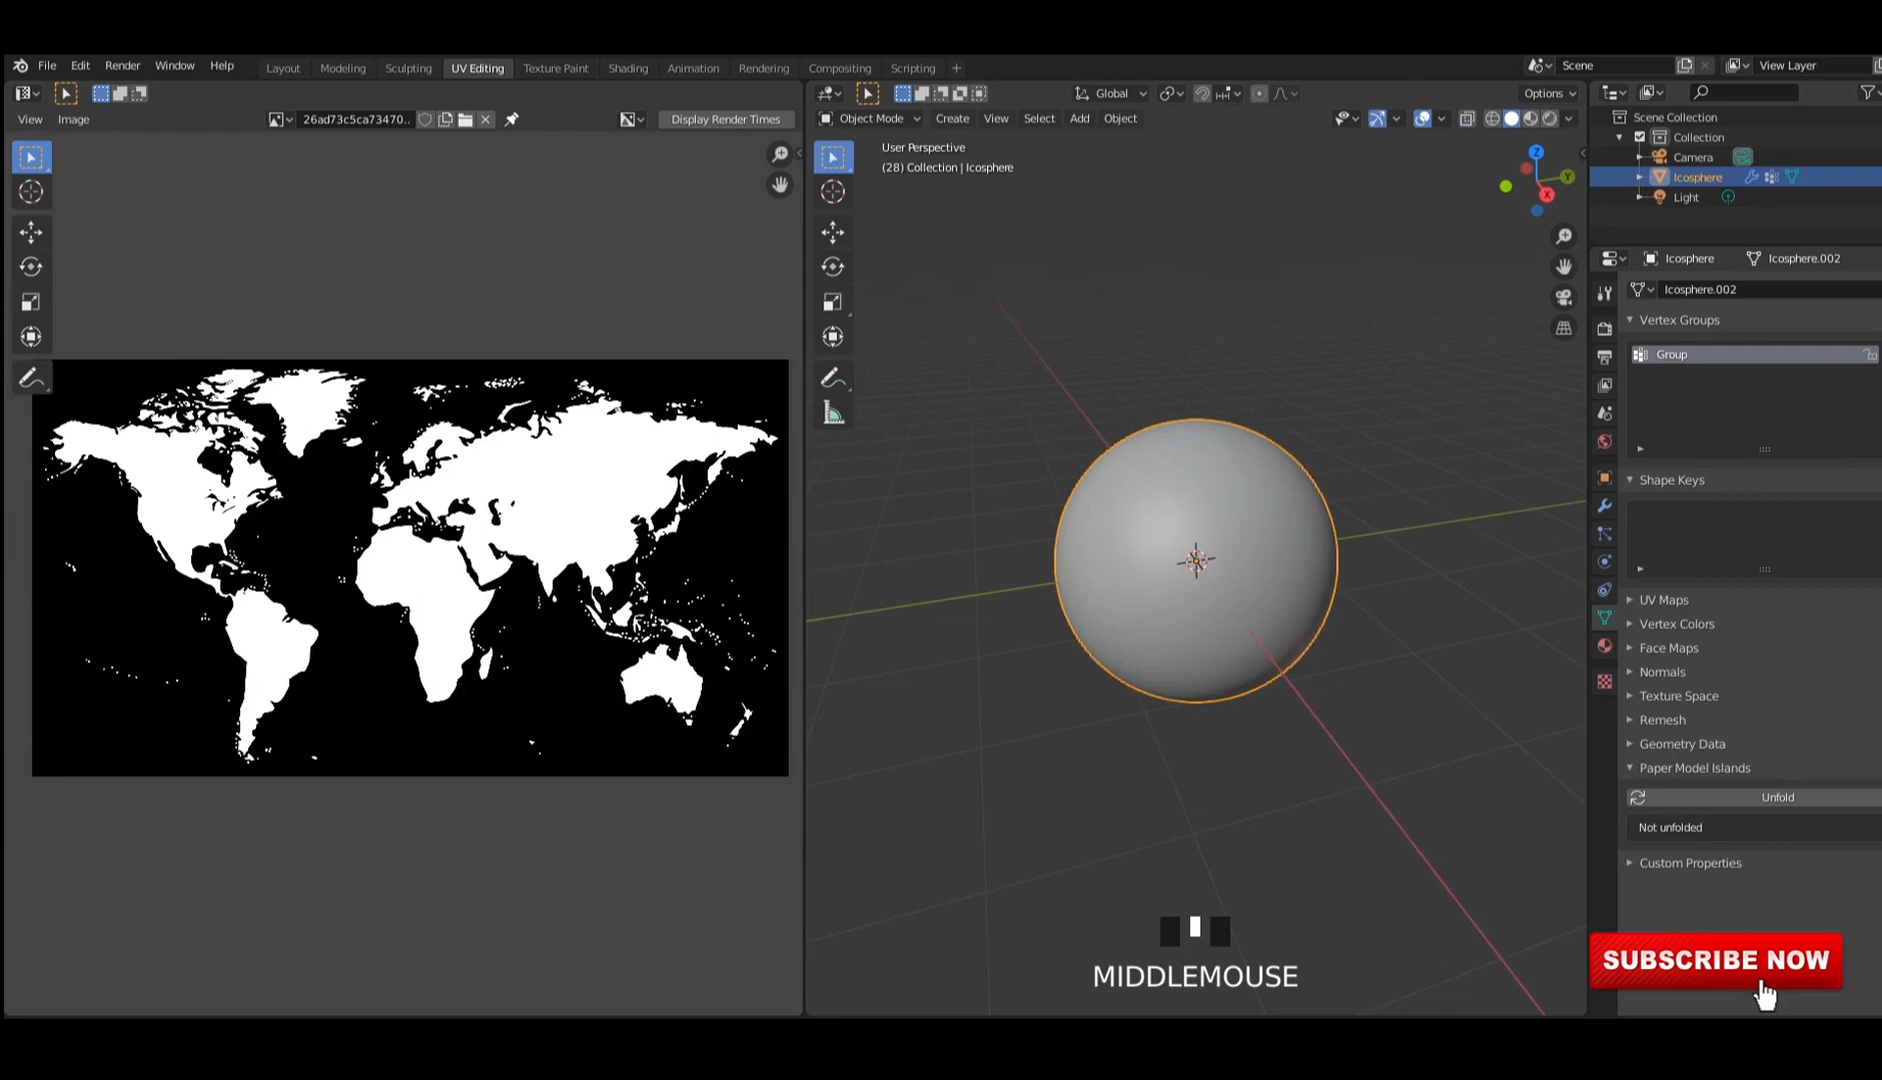 File Edit Render Window Help
Layout Modeling Sculpting UV Editing Texture Paint Shading Animation Rendering Compositing Scripting +
Scene
View Layer
Global
Options
View Image
26ad73c5ca73470..
Display Render Times
Object Mode Create View Select Add Object
User Perspective
(28) Collection | Icosphere
Z
Y
X
Scene Collection
Collection
Camera
Icosphere
Light
Icosphere Icosphere.002
Icosphere.002
Vertex Groups
Group
Shape Keys
UV Maps
Vertex Colors
Face Maps
Normals
Texture Space
Remesh
Geometry Data
Paper Model Islands
Unfold
Not unfolded
Custom Properties
MIDDLEMOUSE
SUBSCRIBE NOW